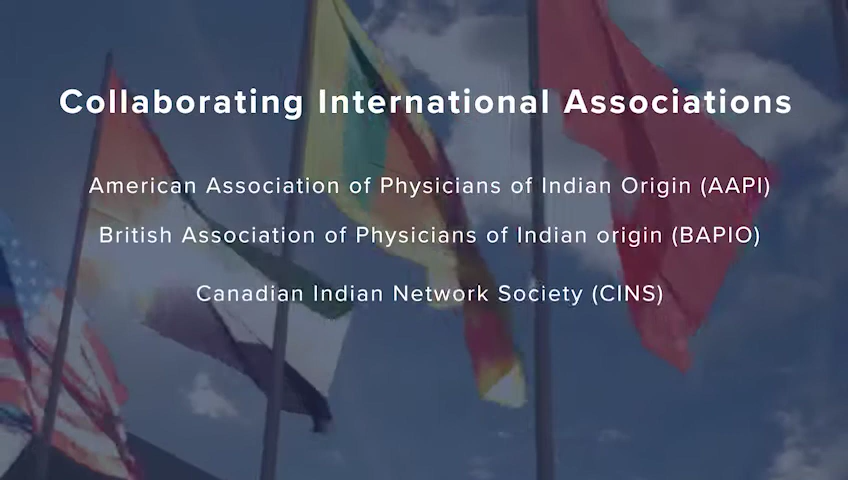 Collaborating International Associations
American Association of Physicians of Indian Origin (AAPI)
British Association of Physicians of Indian origin (BAPIO)
Canadian Indian Network Society (CINS)